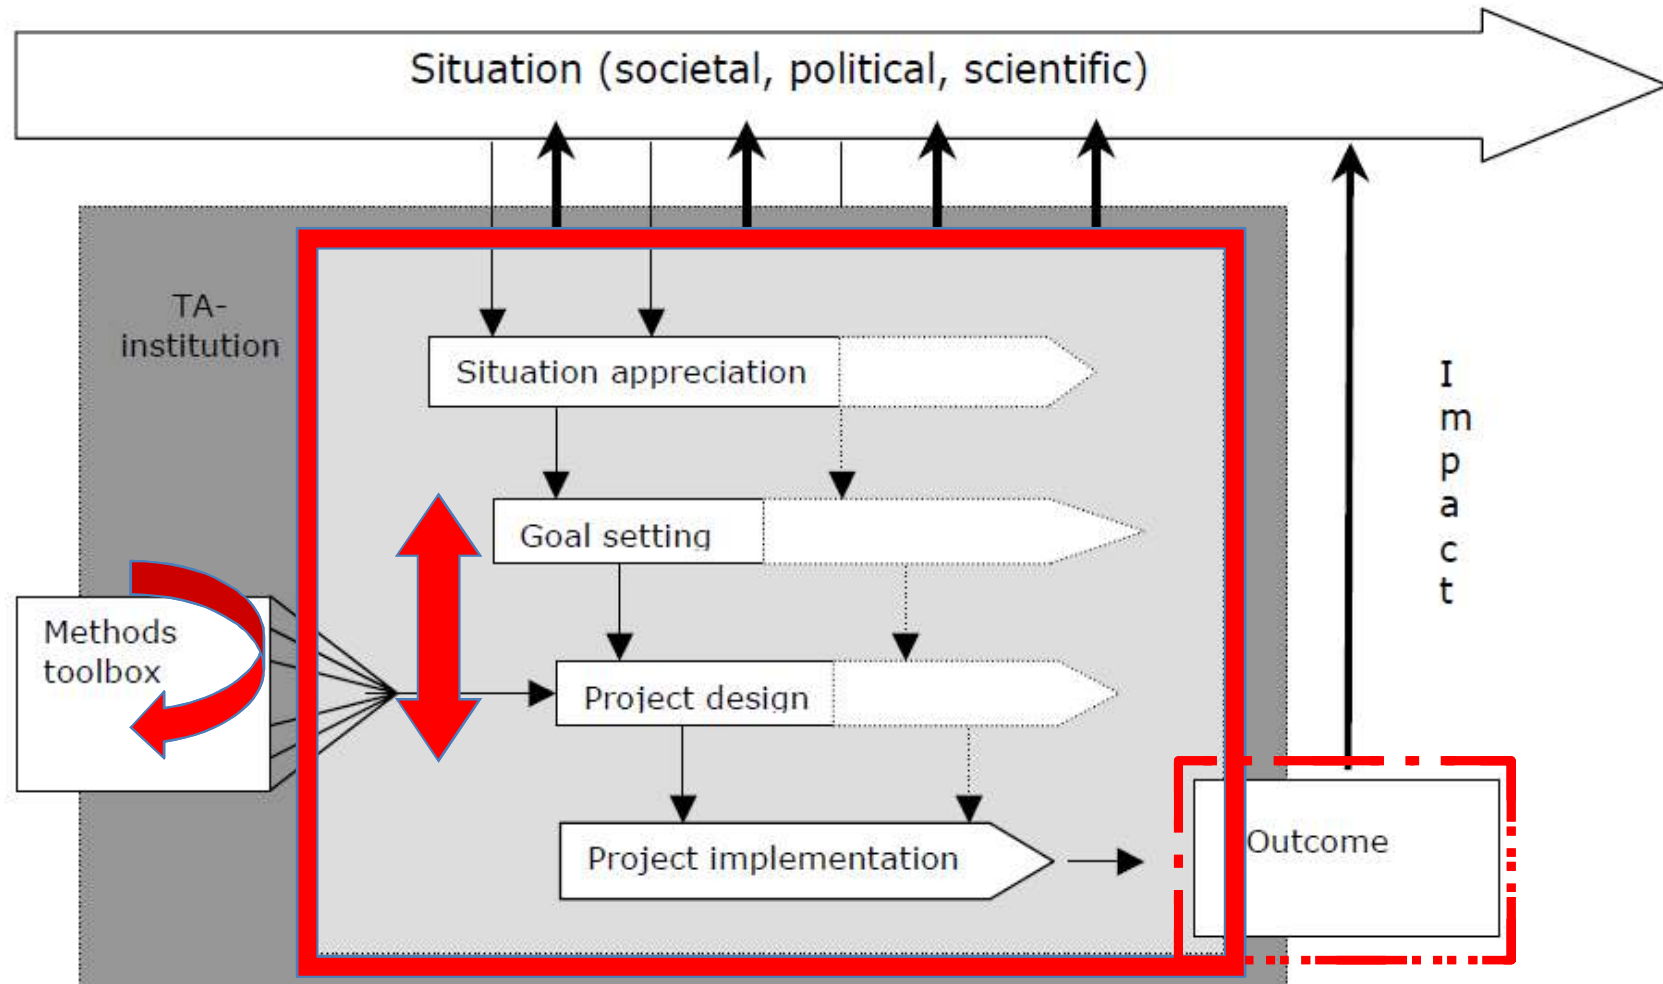 Situation (societal, political, scientific)
TA-
institution
Situation appreciation
Goal setting
Methods
toolbox
Project design
Project implementation
Outcome
I
m
p
a
c
t